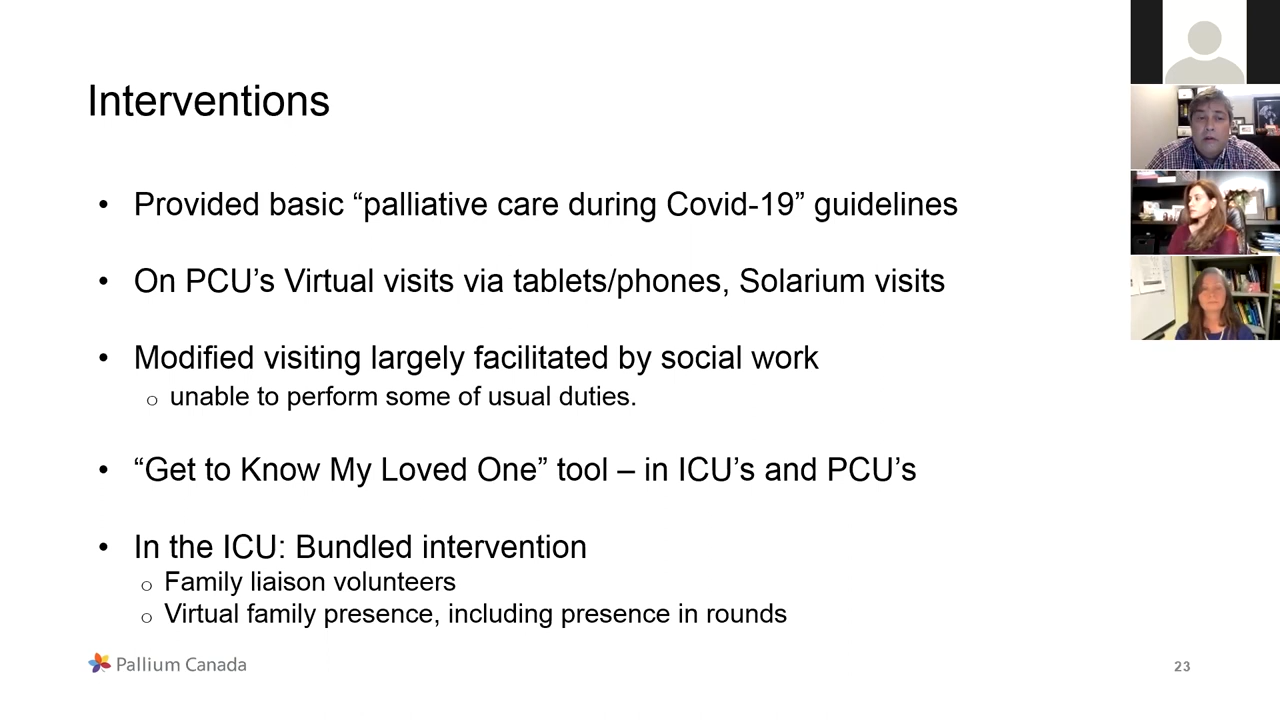 Interventions
• Provided basic “palliative care during Covid-19” guidelines
• On PCU’s Virtual visits via tablets/phones, Solarium visits
• Modified visiting largely facilitated by social work
o unable to perform some of usual duties.
• “Get to Know My Loved One” tool – in ICU’s and PCU’s
• In the ICU: Bundled intervention
o Family liaison volunteers
o Virtual family presence, including presence in rounds
Pallium Canada
23